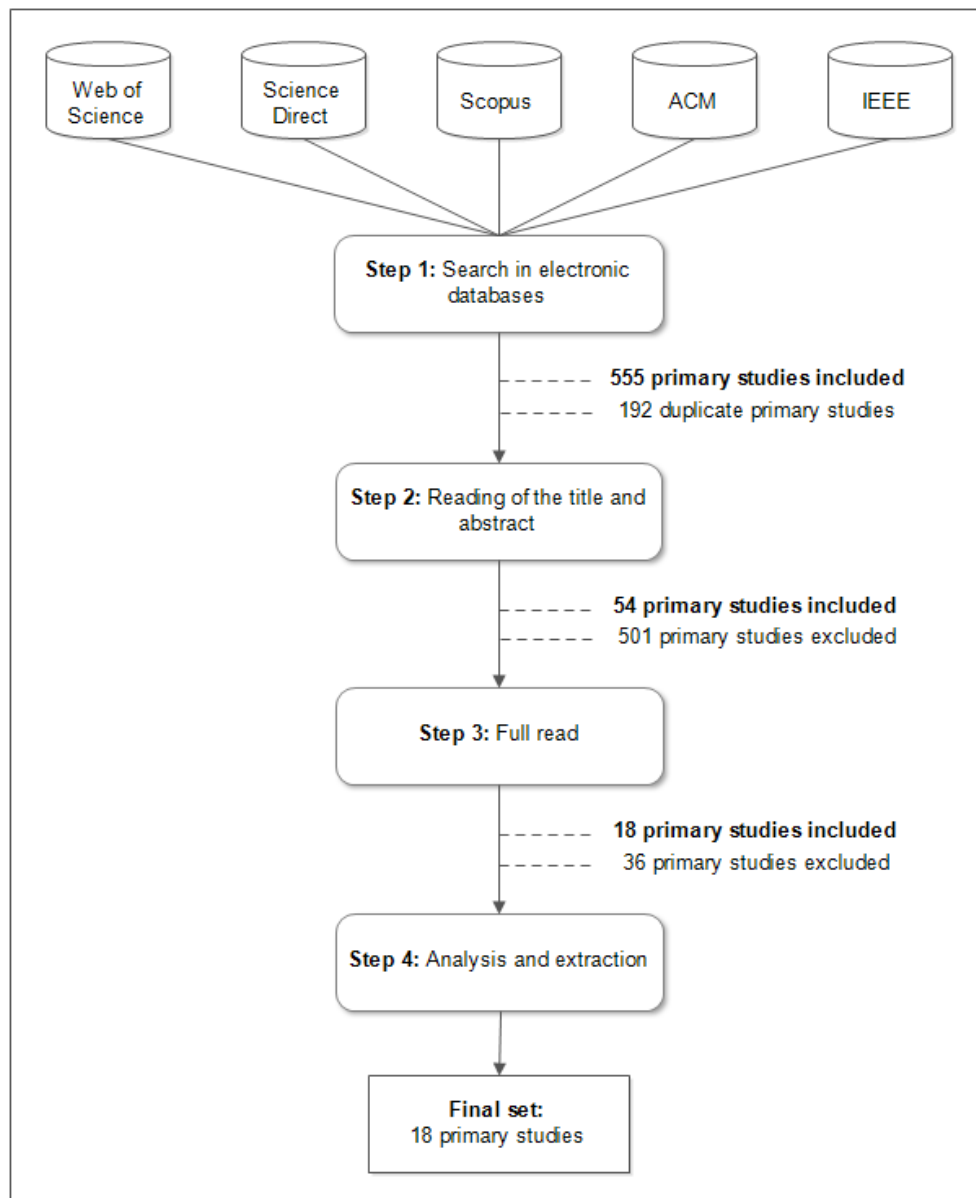 Web of
Science
Science
Direct
Scopus
ACM
IEEE
Step 1: Search in electronic
databases
555 primary studies included
192 duplicate primary studies
Step 2: Reading of the title and
abstract
54 primary studies included
501 primary studies excluded
Step 3: Full read
18 primary studies included
36 primary studies excluded
Step 4: Analysis and extraction
Final set:
18 primary studies